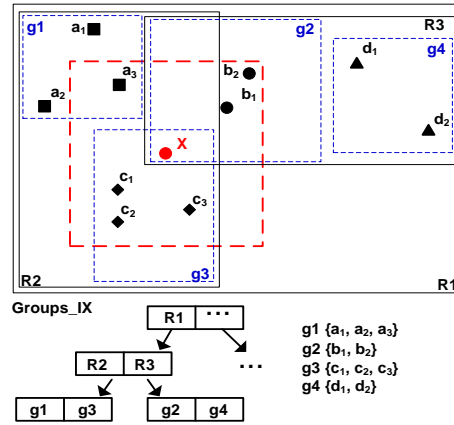 g1 a₁ g2 R3
d₁ g4
a₃ b₂
a₂ b₁
d₂
X
c₁
c₂ c₃
R2 g3 R1
Groups_IX
R1 ···
g1 {a₁, a₂, a₃}
g2 {b₁, b₂}
g3 {c₁, c₂, c₃}
g4 {d₁, d₂}
R2 R3 ···
g1 g3 g2 g4